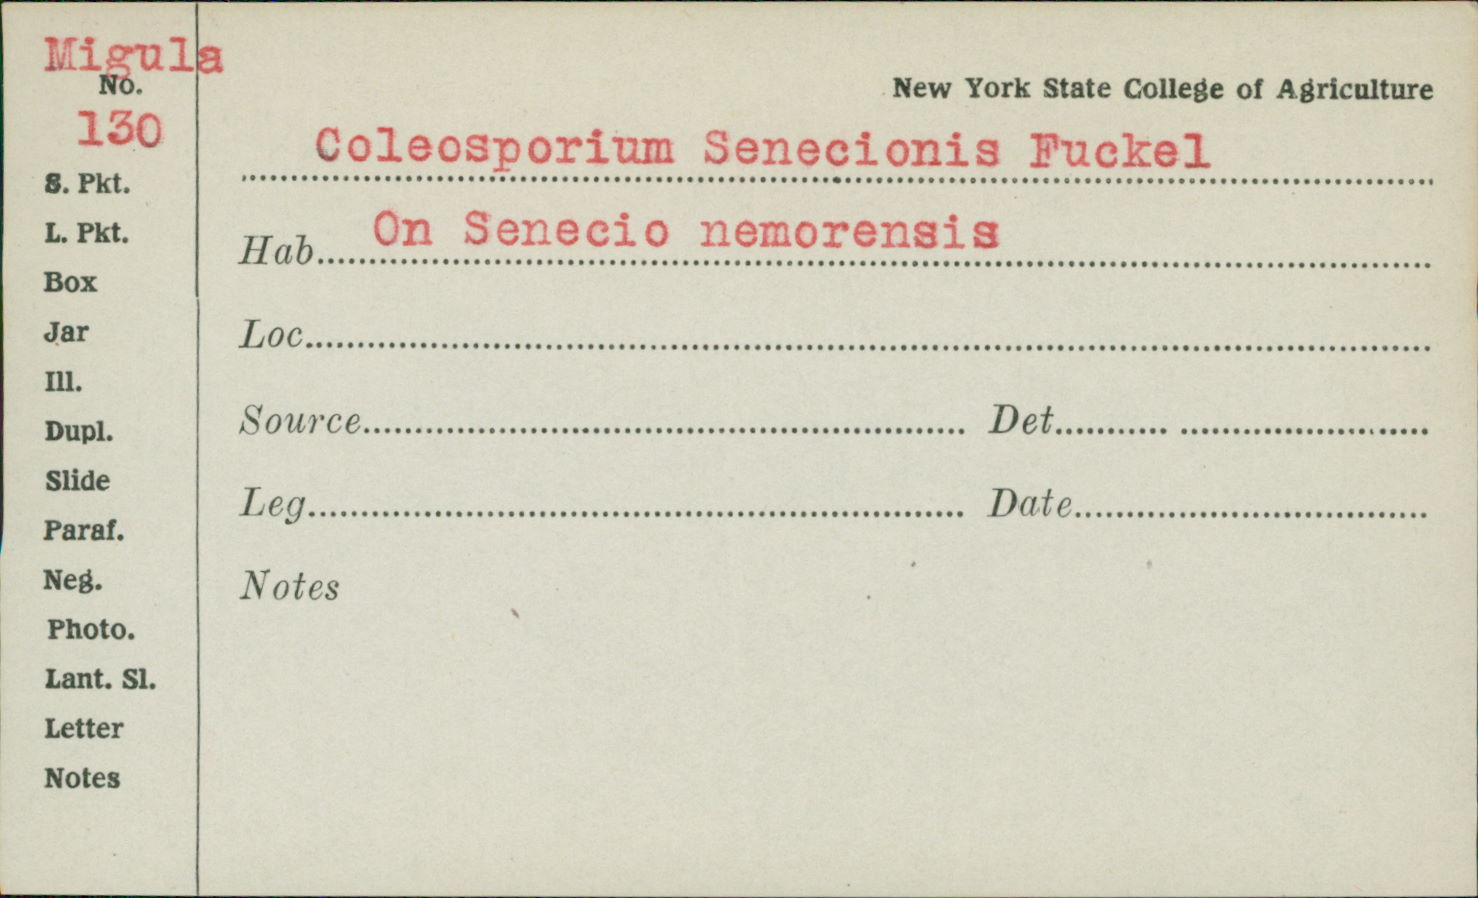 Migula
No.
130
New York State College of Agriculture
Coleosporium Senecionis Fuckel
Hab. On Senecio nemorensis
Loc.
Source
Det.
Leg.
Date
Notes
S. Pkt.
L. Pkt.
Box
Jar
Ill.
Dupl.
Slide
Paraf.
Neg.
Photo.
Lant. Sl.
Letter
Notes